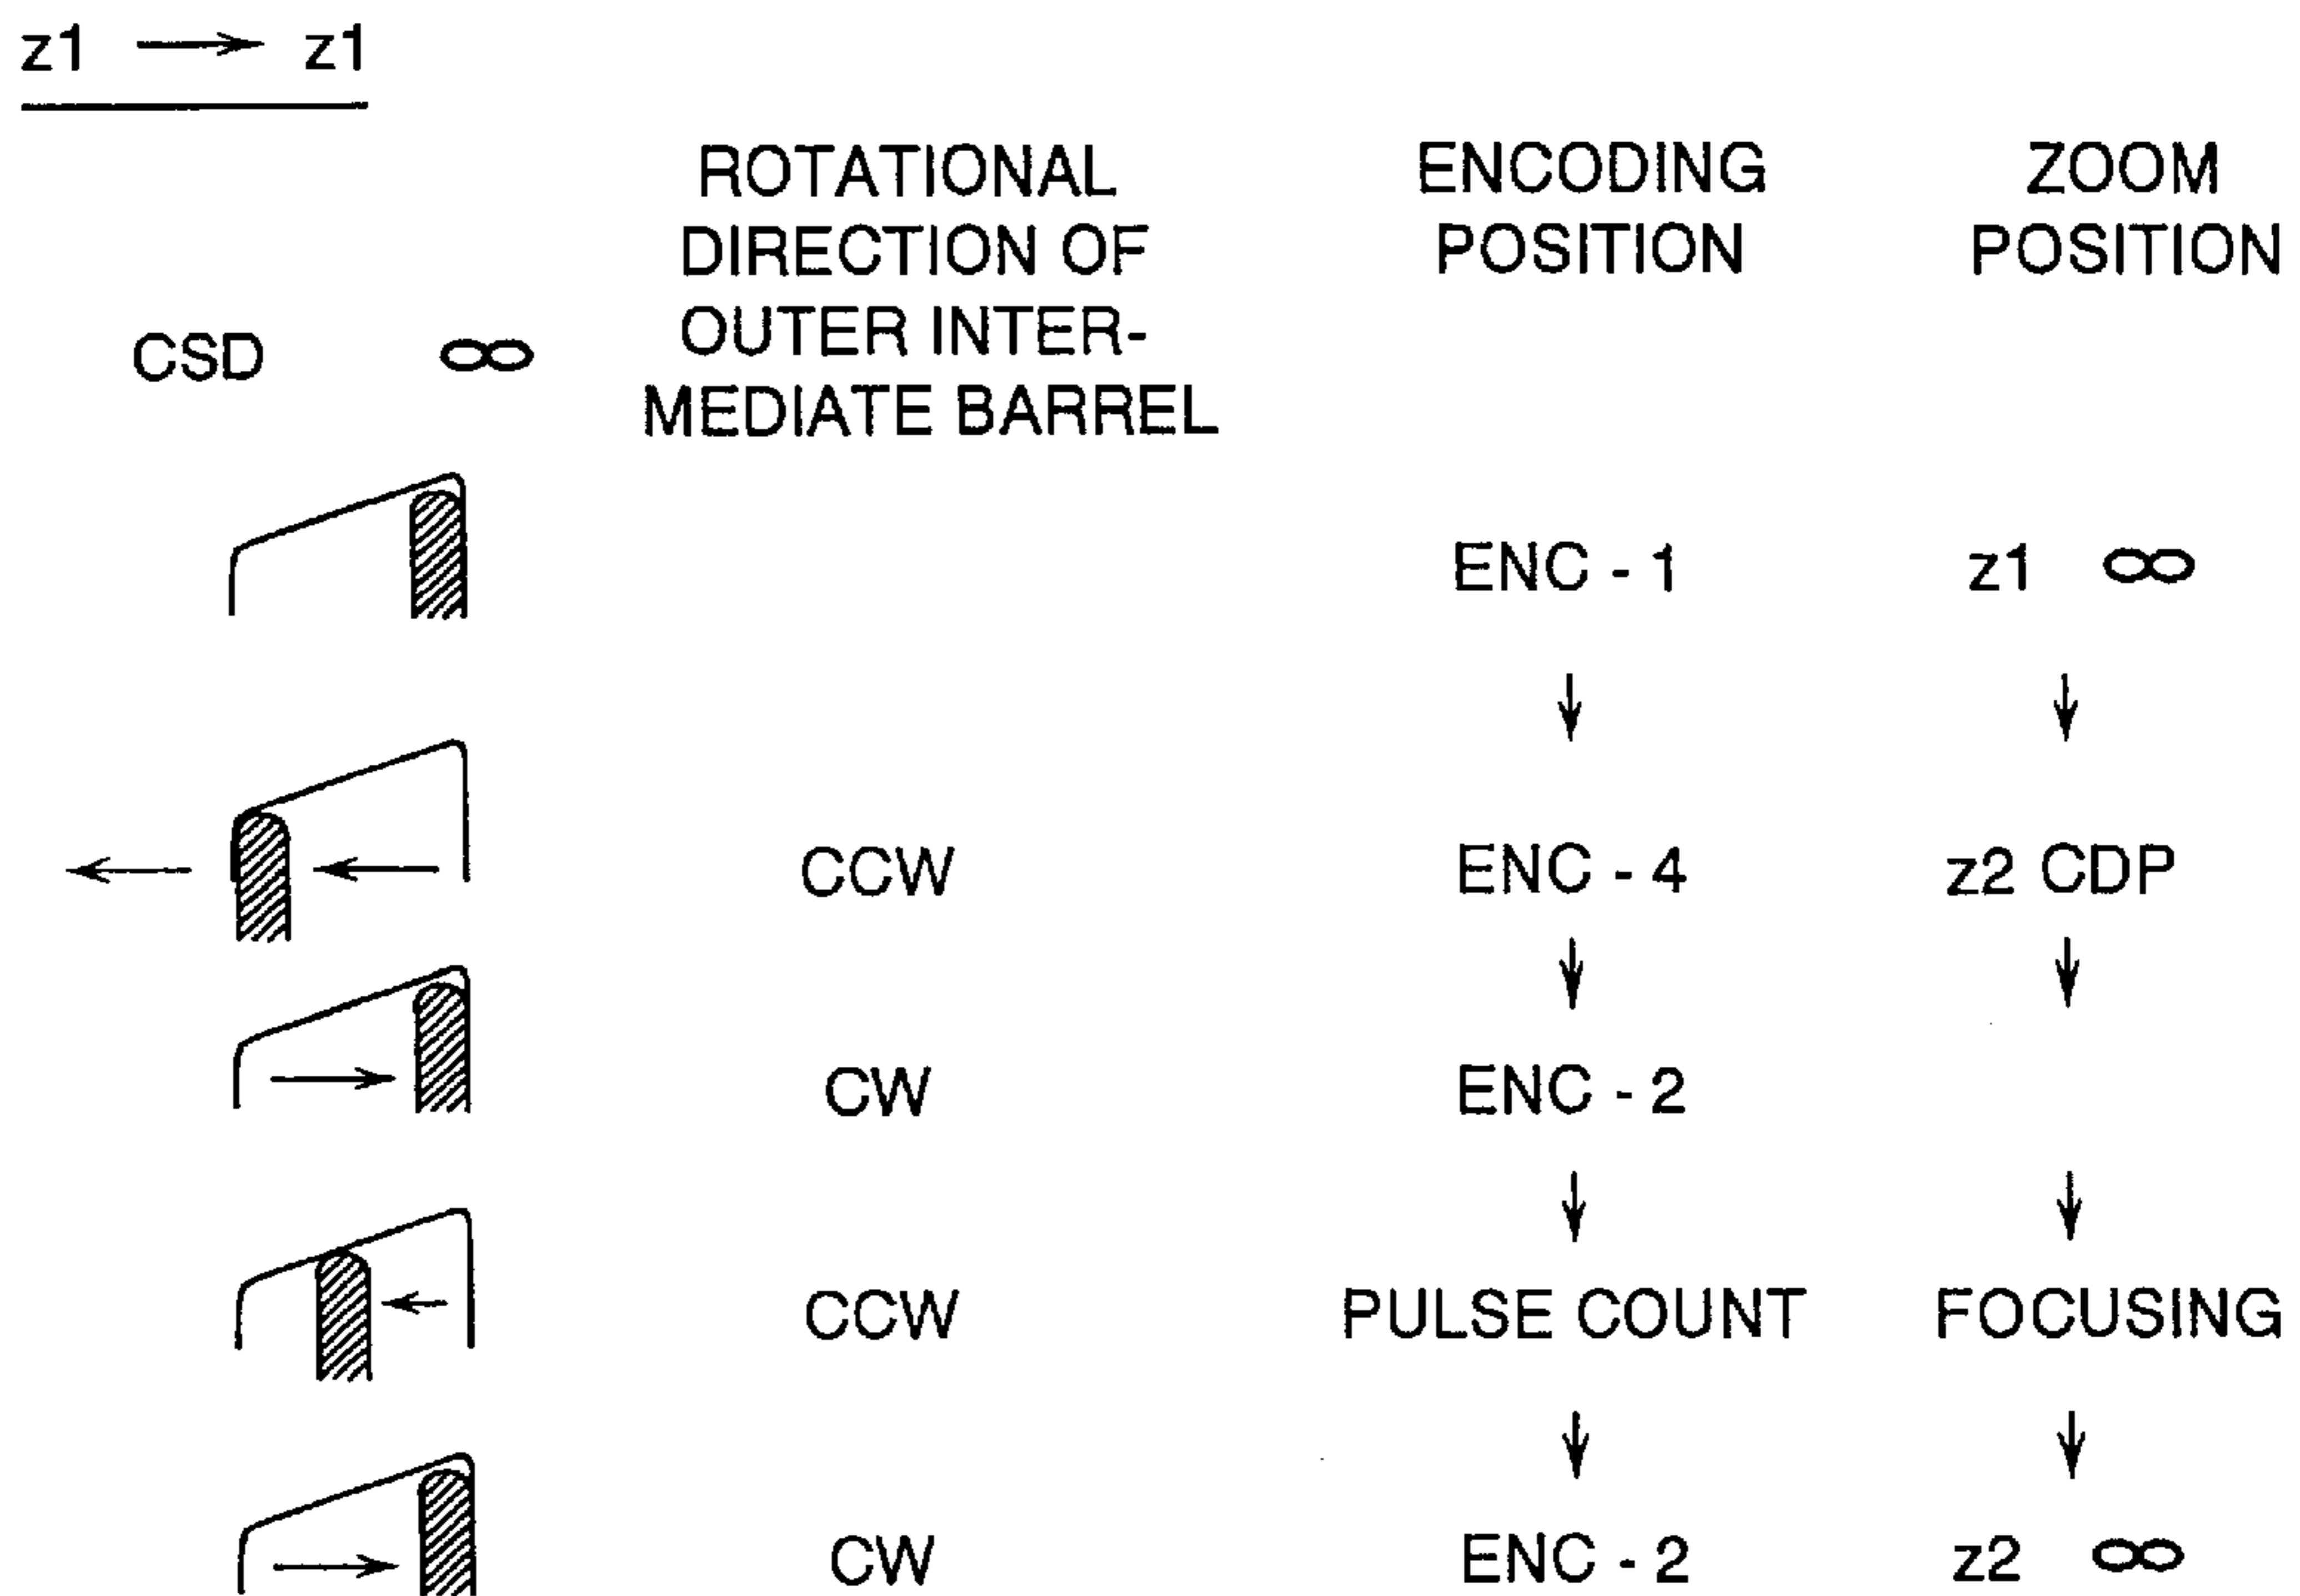 z1 → z1
ROTATIONAL
DIRECTION OF
OUTER INTER-
MEDIATE BARREL
ENCODING
POSITION
ZOOM
POSITION
CSD ∞
ENC - 1 z1 ∞
↓ ↓
CCW ENC - 4 z2 CDP
↓ ↓
CW ENC - 2
↓ ↓
CCW PULSE COUNT FOCUSING
↓ ↓
CW ENC - 2 z2 ∞